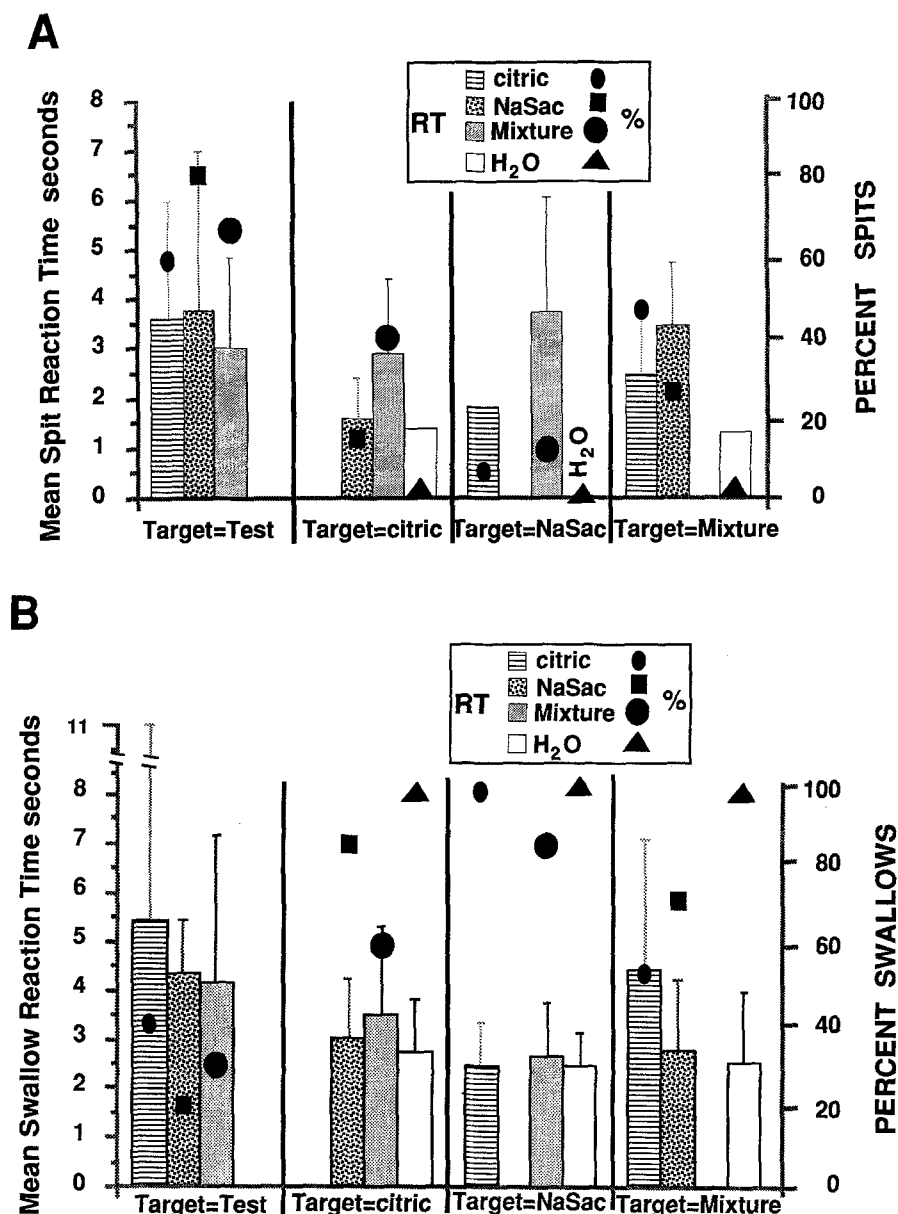 A
citric
NaSac
RT
Mixture
%
H2O
Mean Spit Reaction Time seconds
8
7
6
5
4
3
2
1
0
100
80
60
40
20
0
PERCENT SPITS
H2O
Target=Test
Target=citric
Target=NaSac
Target=Mixture
B
citric
NaSac
RT
Mixture
%
H2O
Mean Swallow Reaction Time seconds
11
8
7
6
5
4
3
2
1
0
100
80
60
40
20
0
PERCENT SWALLOWS
Target=Test
Target=citric
Target=NaSac
Target=Mixture